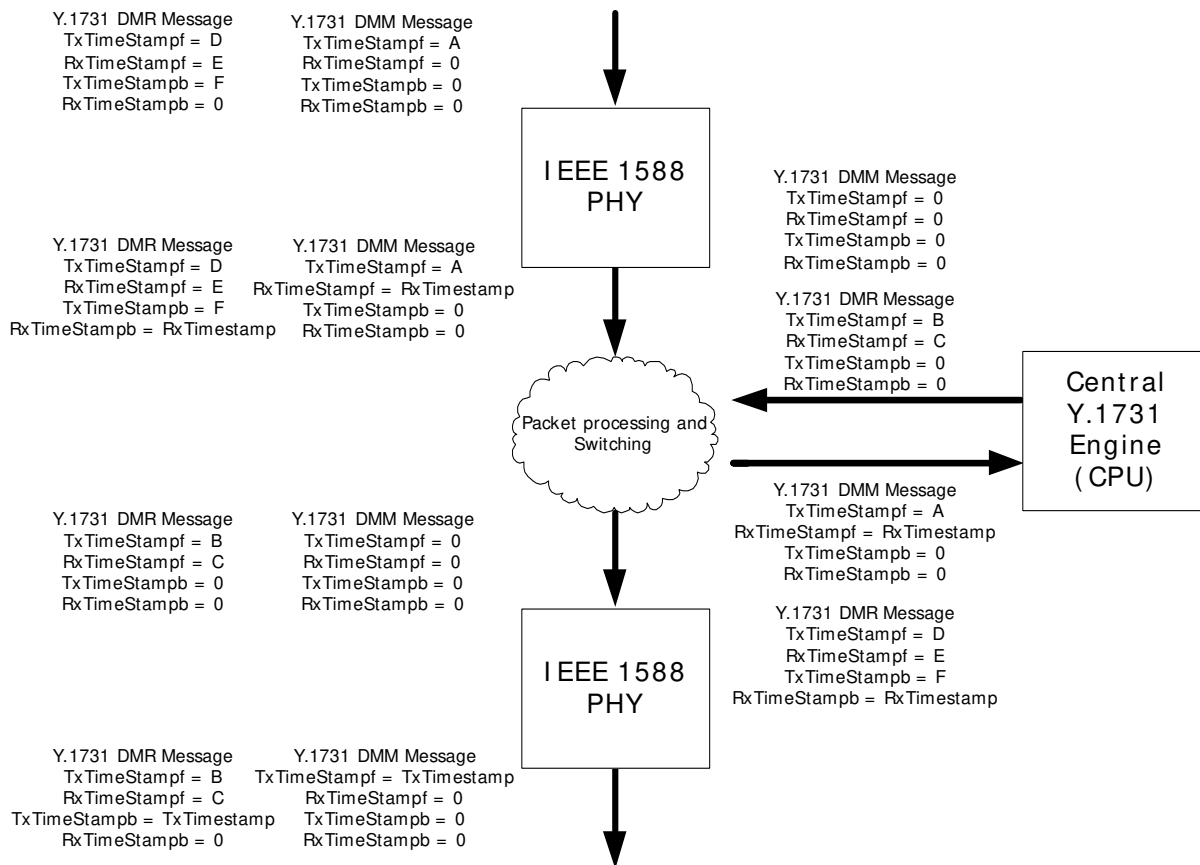 Y.1731 DMR Message
TxTimeStampf = D
RxTimeStampf = E
TxTimeStampb = F
RxTimeStampb = 0
Y.1731 DMM Message
TxTimeStampf = A
RxTimeStampf = 0
TxTimeStampb = 0
RxTimeStampb = 0
IEEE 1588
PHY
Y.1731 DMR Message
TxTimeStampf = D
RxTimeStampf = E
TxTimeStampb = F
RxTimeStampb = RxTimestamp
Y.1731 DMM Message
TxTimeStampf = A
RxTimeStampf = RxTimestamp
TxTimeStampb = 0
RxTimeStampb = 0
Y.1731 DMM Message
TxTimeStampf = 0
RxTimeStampf = 0
TxTimeStampb = 0
RxTimeStampb = 0
Y.1731 DMR Message
TxTimeStampf = B
RxTimeStampf = C
TxTimeStampb = 0
RxTimeStampb = 0
Packet processing and
Switching
Central
Y.1731
Engine
(CPU)
Y.1731 DMM Message
TxTimeStampf = A
RxTimeStampf = RxTimestamp
TxTimeStampb = 0
RxTimeStampb = 0
Y.1731 DMR Message
TxTimeStampf = D
RxTimeStampf = E
TxTimeStampb = F
RxTimeStampb = RxTimestamp
Y.1731 DMR Message
TxTimeStampf = B
RxTimeStampf = C
TxTimeStampb = 0
RxTimeStampb = 0
Y.1731 DMM Message
TxTimeStampf = 0
RxTimeStampf = 0
TxTimeStampb = 0
RxTimeStampb = 0
IEEE 1588
PHY
Y.1731 DMR Message
TxTimeStampf = B
RxTimeStampf = C
TxTimeStampb = TxTimestamp
RxTimeStampb = 0
Y.1731 DMM Message
TxTimeStampf = TxTimestamp
RxTimeStampf = 0
TxTimeStampb = 0
RxTimeStampb = 0